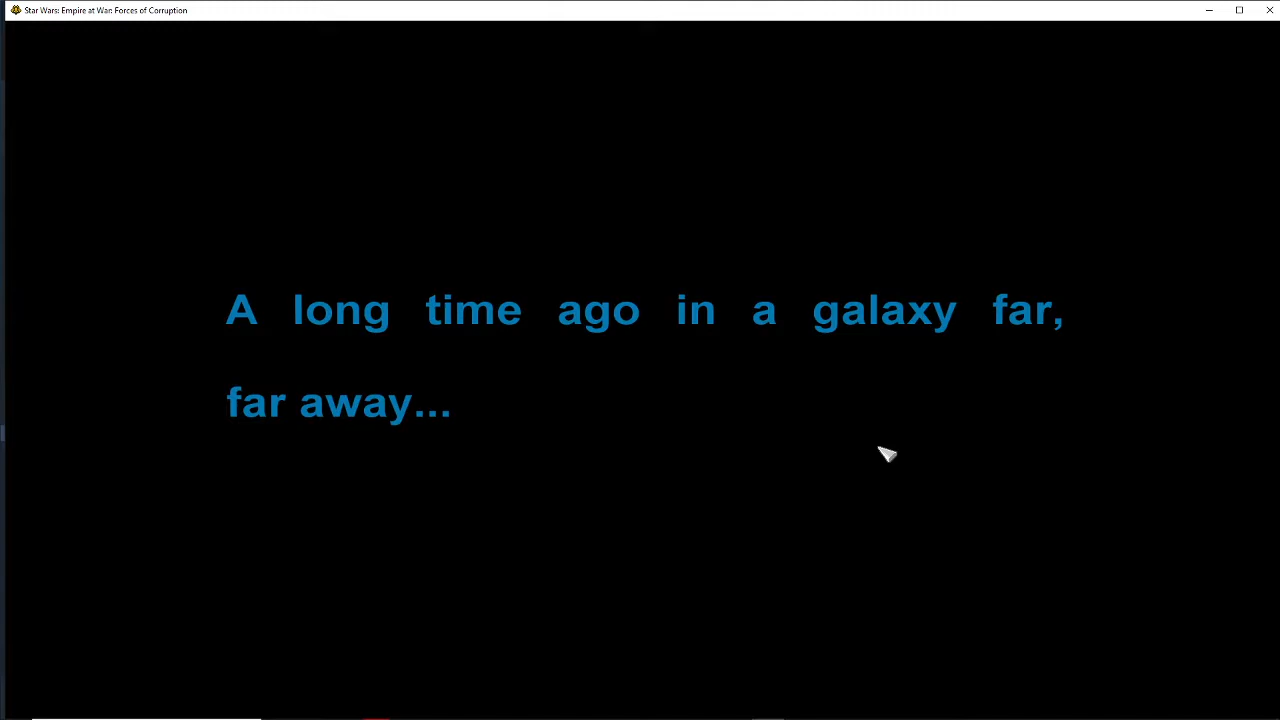 Star Wars: Empire at War: Forces of Corruption
A long time ago in a galaxy far,
far away...